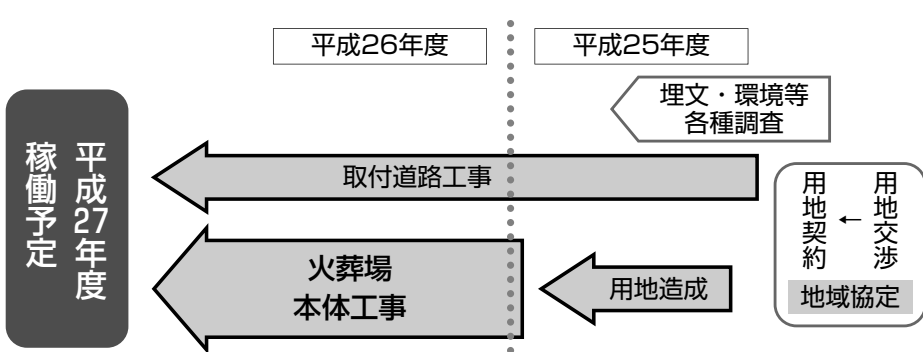 平成26年度
平成25年度
埋文・環境等
各種調査
取付道路工事
用地交渉
←
用地契約
地域協定
火葬場
本体工事
用地造成
平成27年度
稼働予定